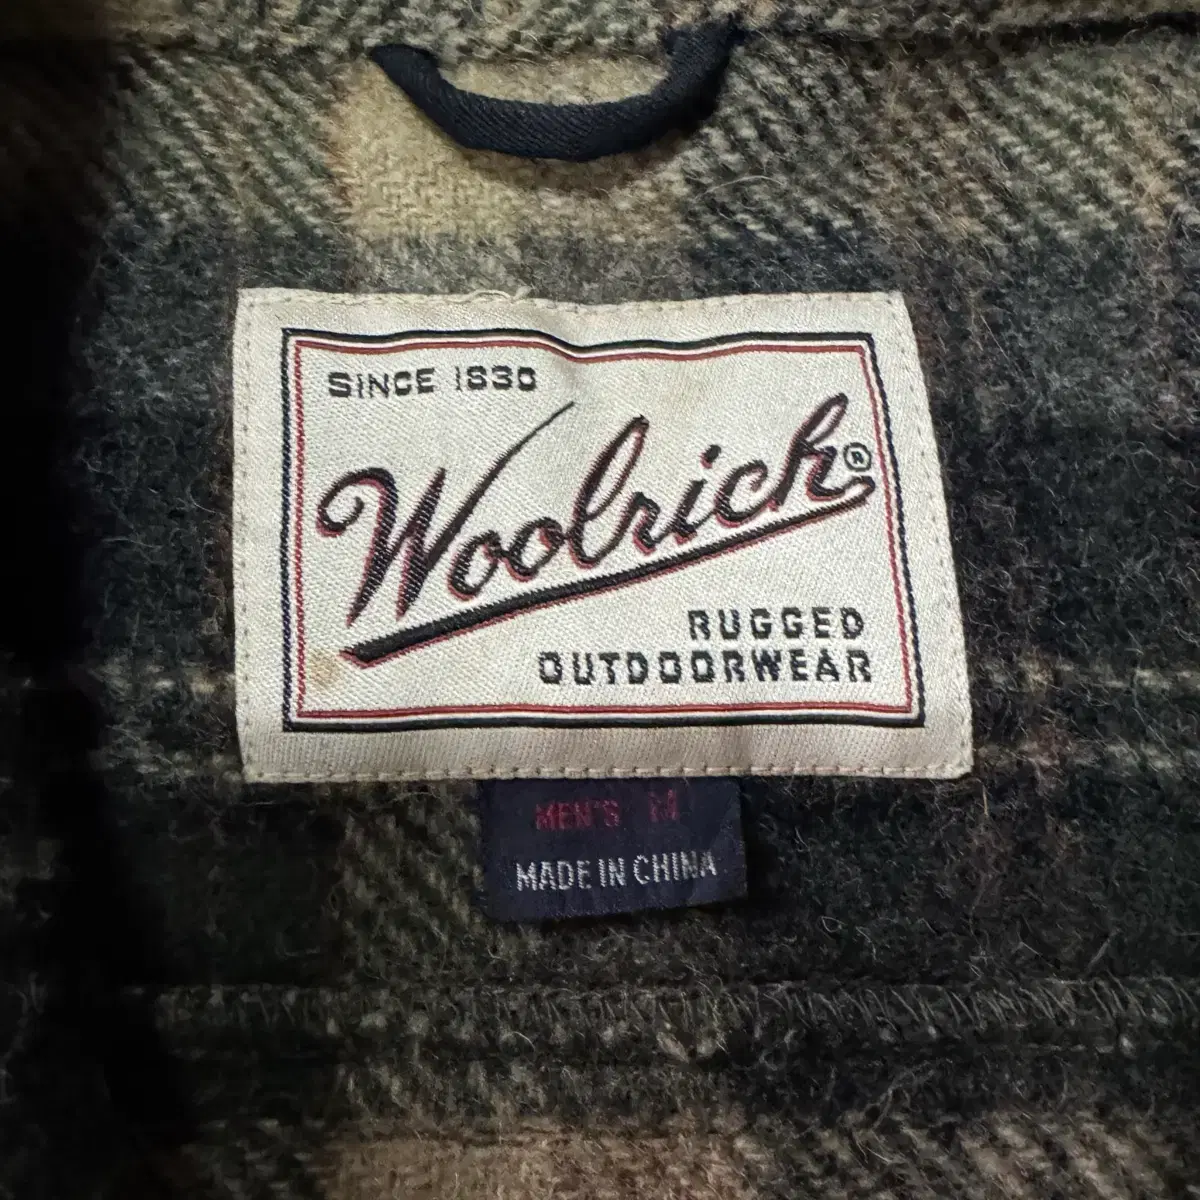 SINCE 1830
Woolrich®
RUGGED
OUTDOORWEAR
MEN'S M
MADE IN CHINA